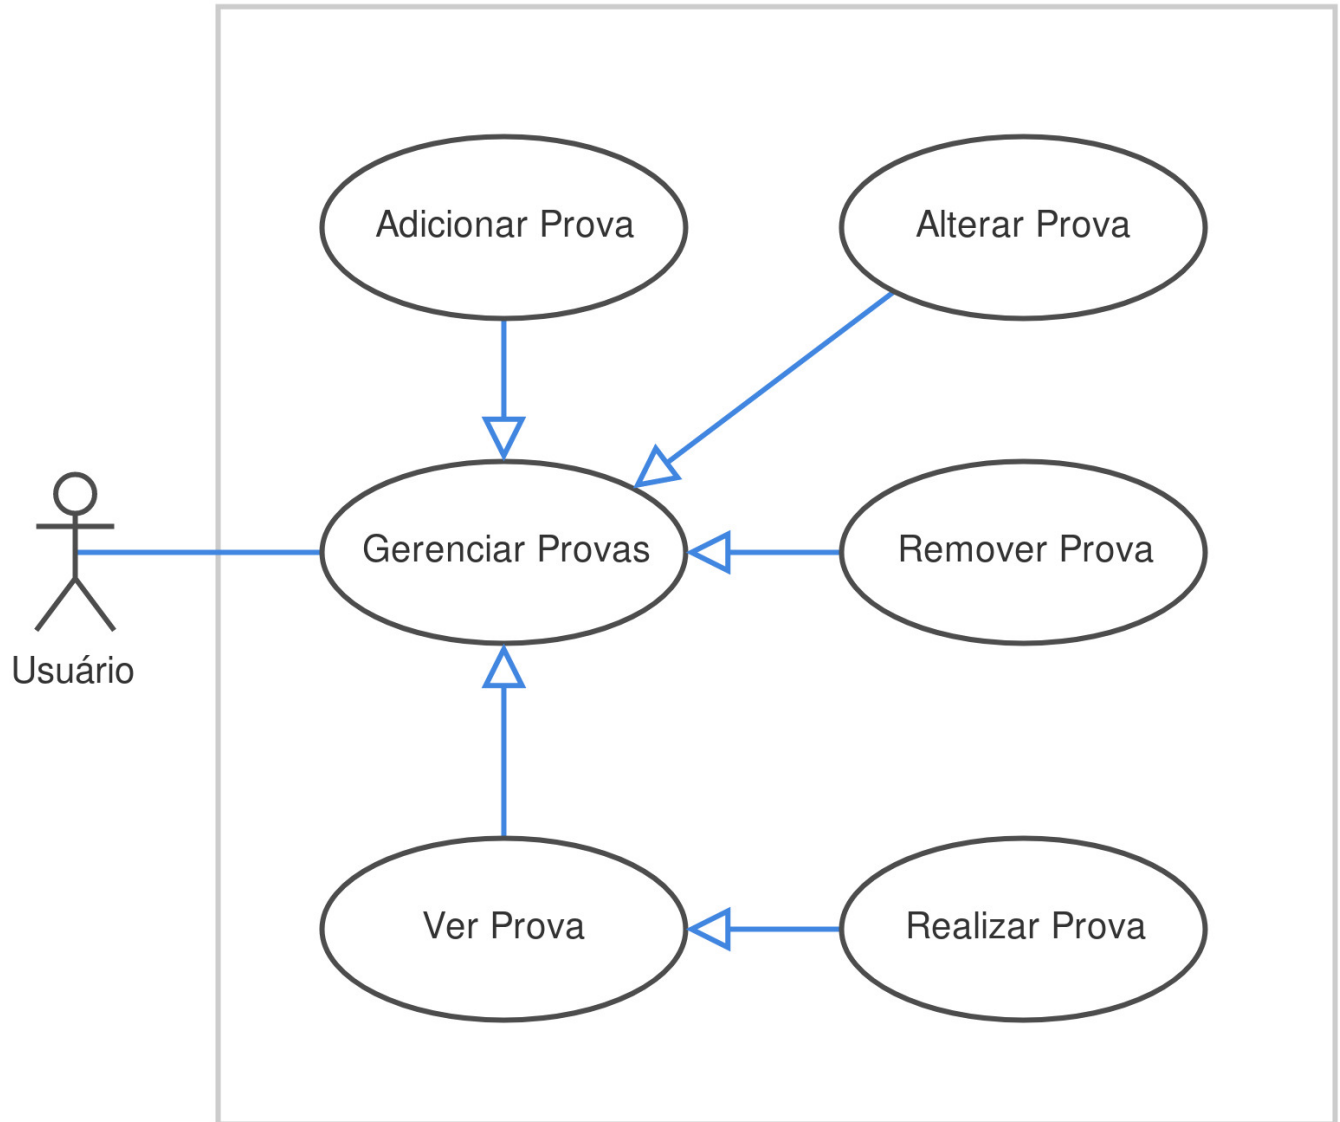 Adicionar Prova
Alterar Prova
Gerenciar Provas
Remover Prova
Usuário
Ver Prova
Realizar Prova